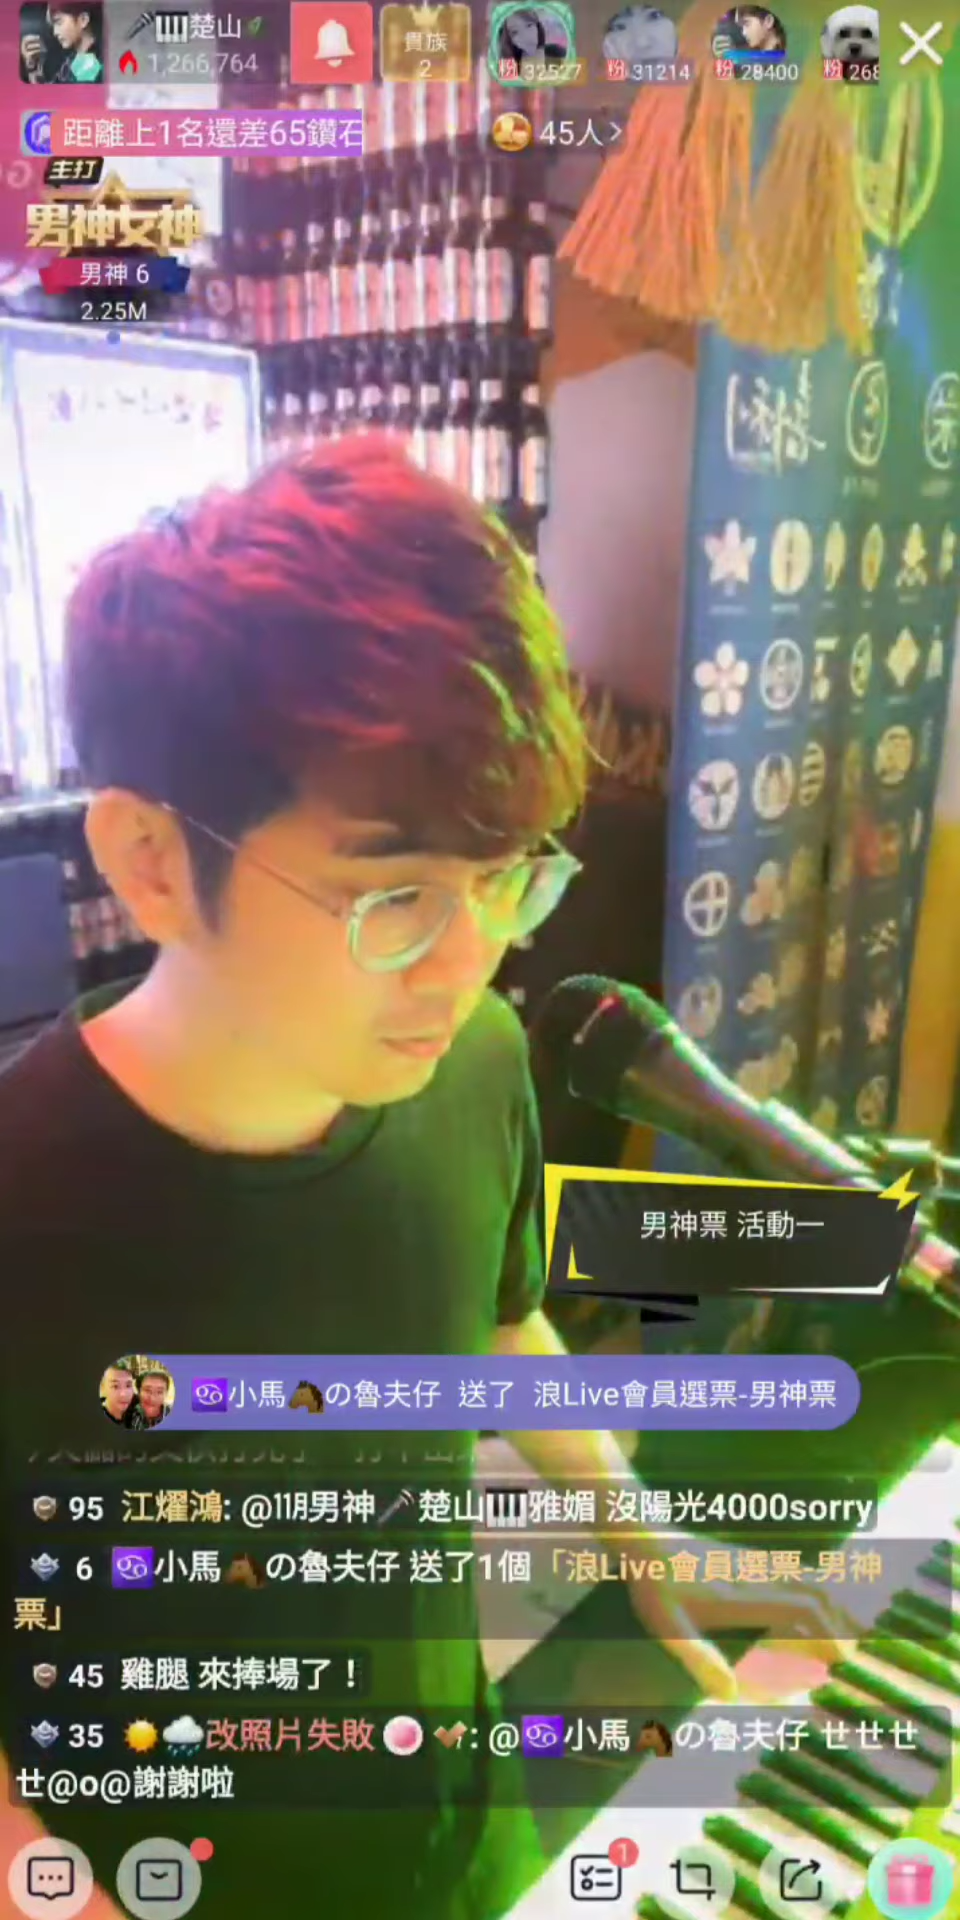 🎤🎹楚山
1,266,764
貴族
2
粉 32527
粉 31214
粉 28400
粉 268
距離上1名還差65鑽石
45人>
主打
男神女神
男神 6
2.25M
男神票 活動一
♋小馬🐴の魯夫仔 送了 浪Live會員選票-男神票
95 江燿鴻: @11月男神🎤楚山🎹雅媚 沒陽光4000sorry
6 ♋小馬🐴の魯夫仔 送了1個「浪Live會員選票-男神
票」
45 雞腿 來捧場了！
35 ☀️🌧️改照片失敗: @♋小馬🐴の魯夫仔 ㄝㄝㄝ
ㄝ@o@謝謝啦
1